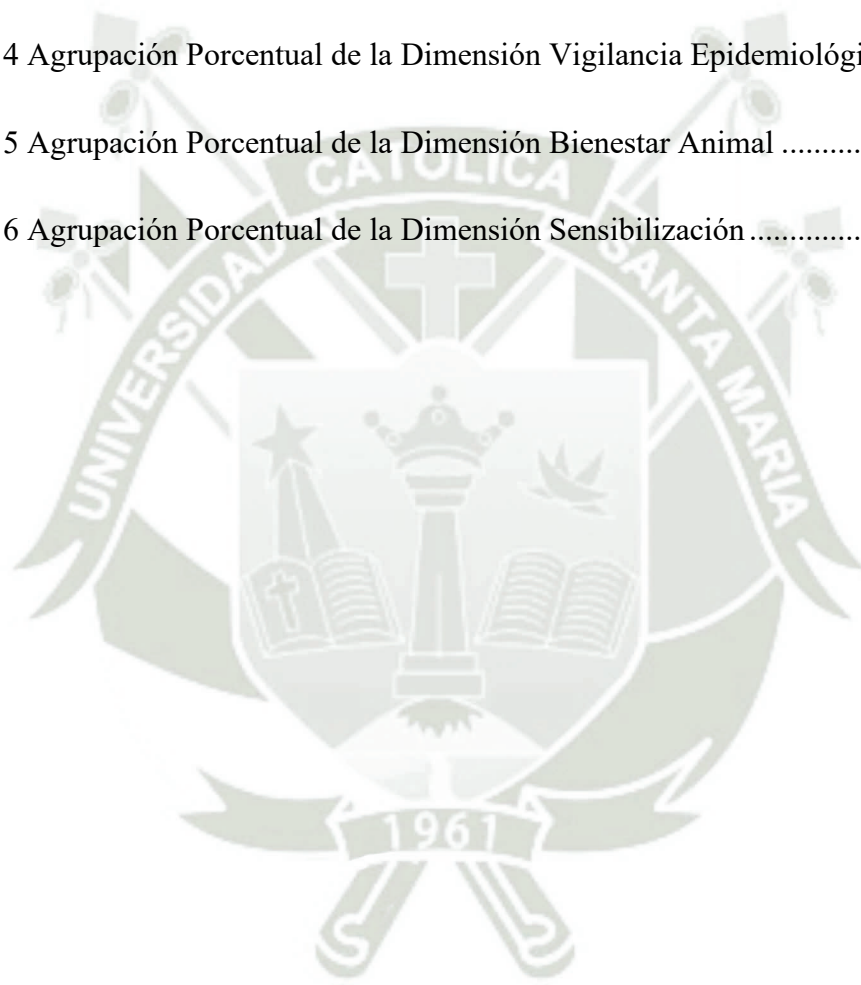 4 Agrupación Porcentual de la Dimensión Vigilancia Epidemiológi
5 Agrupación Porcentual de la Dimensión Bienestar Animal ..........
6 Agrupación Porcentual de la Dimensión Sensibilización ..............
UNIVERSIDAD CATOLICA SANTA MARIA
1961